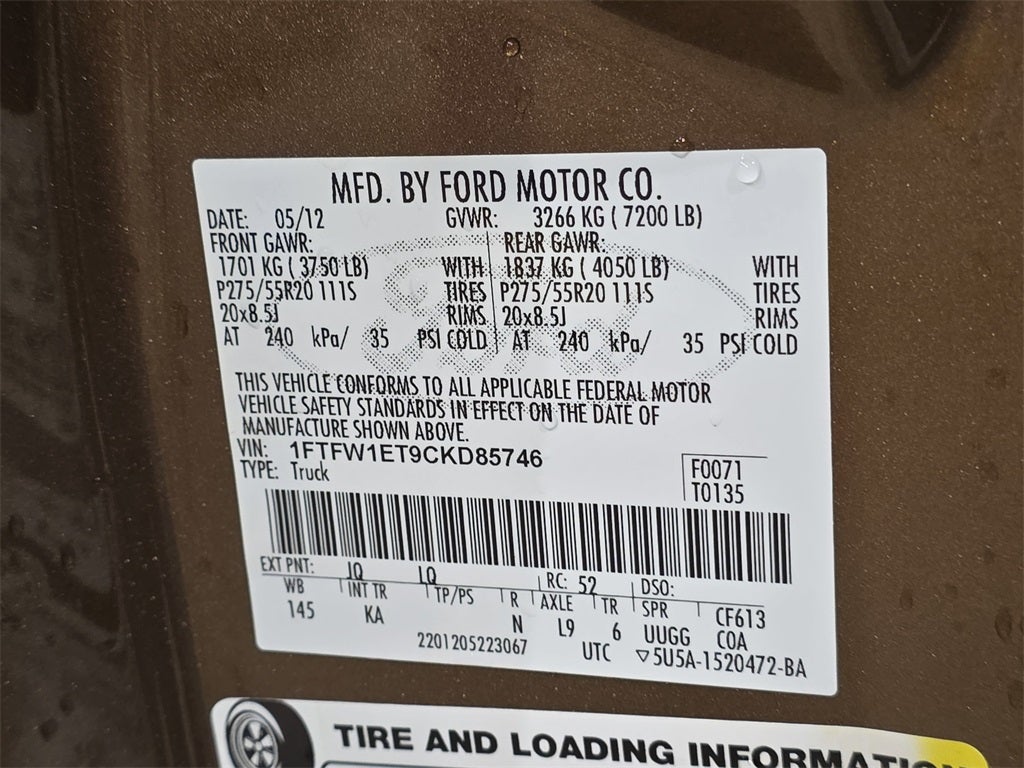 MFD. BY FORD MOTOR CO.
DATE: 05/12 GVWR: 3266 KG ( 7200 LB)
FRONT GAWR: REAR GAWR:
1701 KG ( 3750 LB) WITH 1837 KG ( 4050 LB) WITH
P275/55R20 111S TIRES P275/55R20 111S TIRES
20x8.5J RIMS 20x8.5J RIMS
AT 240 kPa/ 35 PSI COLD AT 240 kPa/ 35 PSI COLD
THIS VEHICLE CONFORMS TO ALL APPLICABLE FEDERAL MOTOR
VEHICLE SAFETY STANDARDS IN EFFECT ON THE DATE OF
MANUFACTURE SHOWN ABOVE.
VIN: 1FTFW1ET9CKD85746
TYPE: Truck
F0071
T0135
EXT PNT: JQ LQ RC: 52 DSO:
WB INT TR TP/PS R AXLE TR SPR CF613
145 KA N L9 6 UUGG COA
2201205223067 UTC ▽5U5A-1520472-BA
TIRE AND LOADING INFORMATION